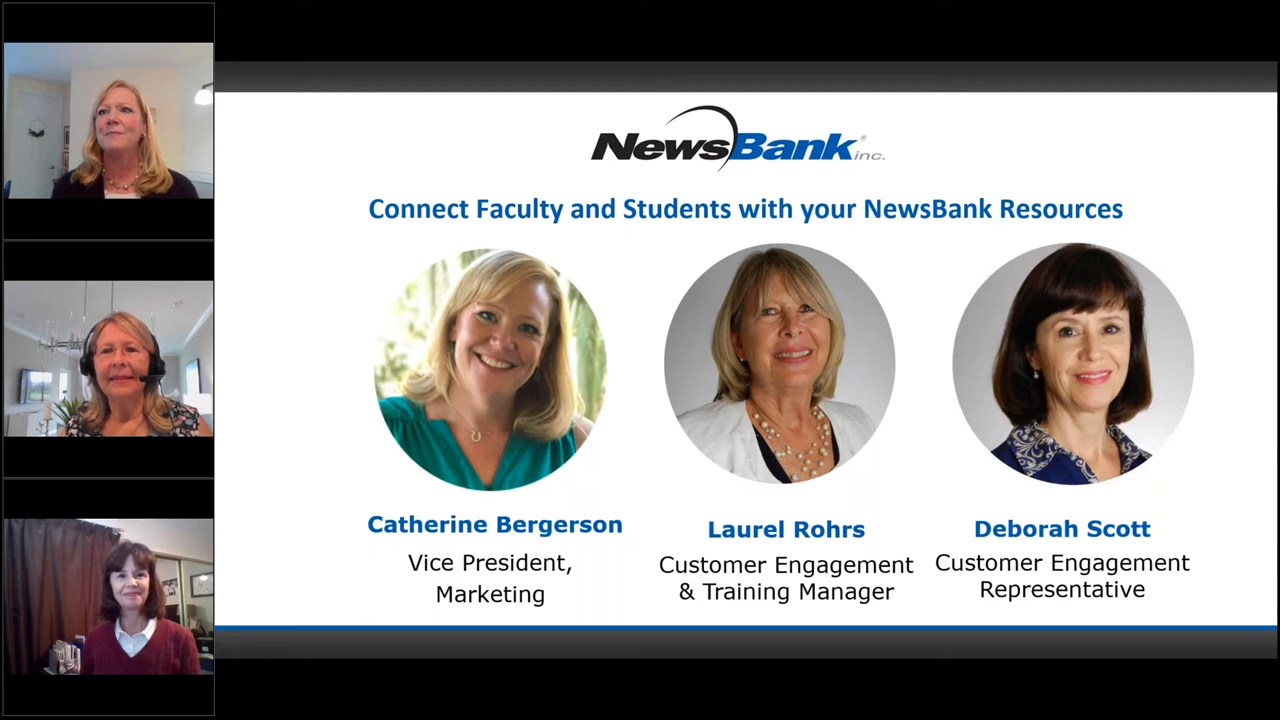 NewsBank® inc.
Connect Faculty and Students with your NewsBank Resources
Catherine Bergerson
Vice President,
Marketing
Laurel Rohrs
Customer Engagement
& Training Manager
Deborah Scott
Customer Engagement
Representative